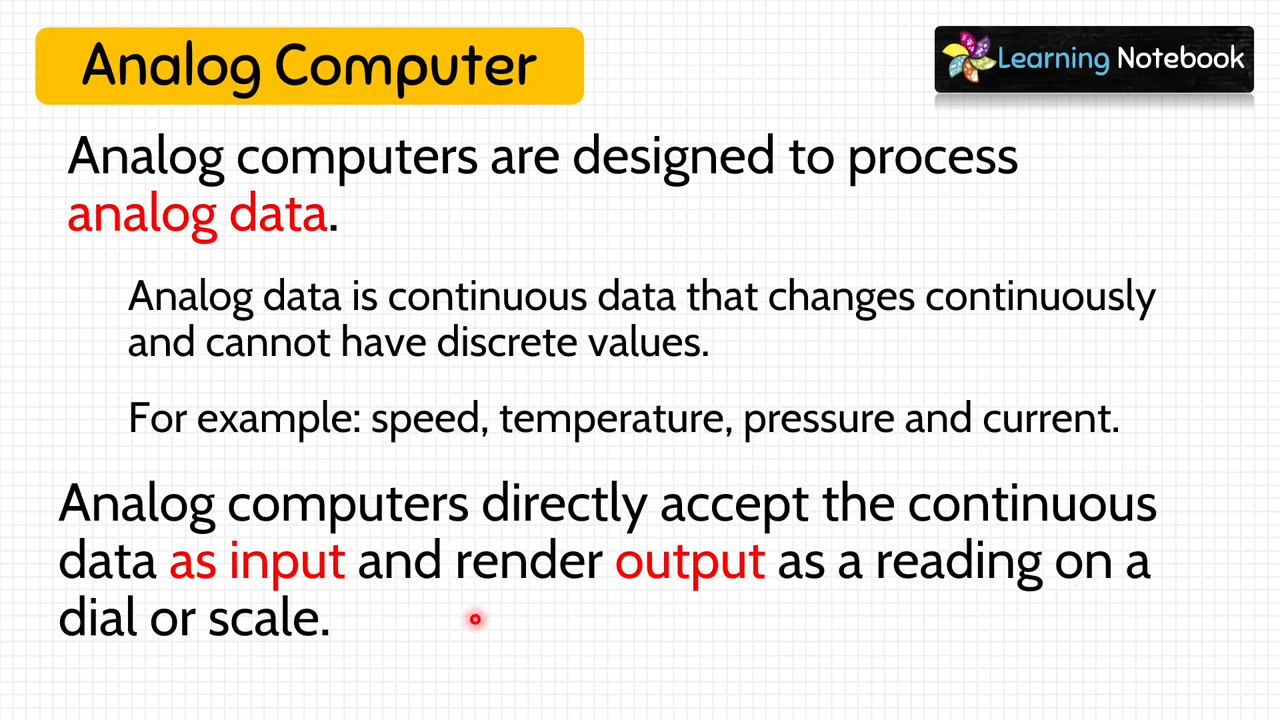 Analog Computer
Learning Notebook
Analog computers are designed to process
analog data.
Analog data is continuous data that changes continuously
and cannot have discrete values.
For example: speed, temperature, pressure and current.
Analog computers directly accept the continuous
data as input and render output as a reading on a
dial or scale.